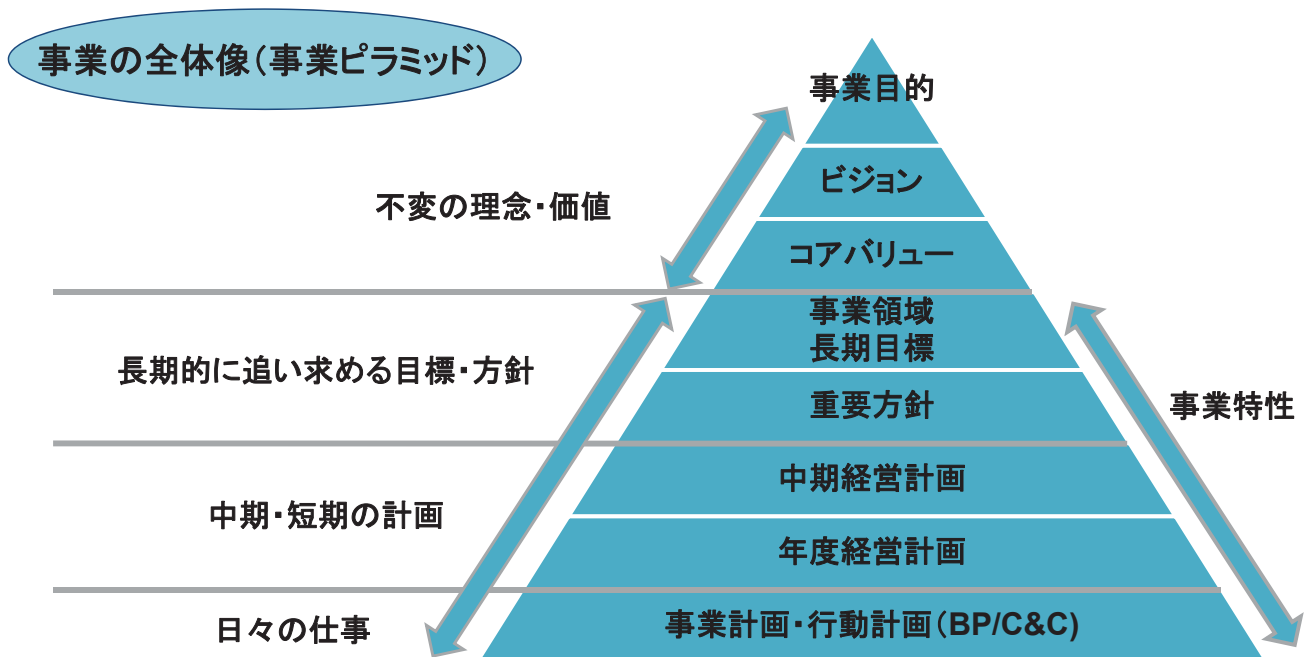 事業の全体像（事業ピラミッド）
事業目的
ビジョン
不変の理念・価値
コアバリュー
事業領域
長期目標
長期的に追い求める目標・方針
重要方針
事業特性
中期経営計画
中期・短期の計画
年度経営計画
日々の仕事
事業計画・行動計画（BP/C&C)